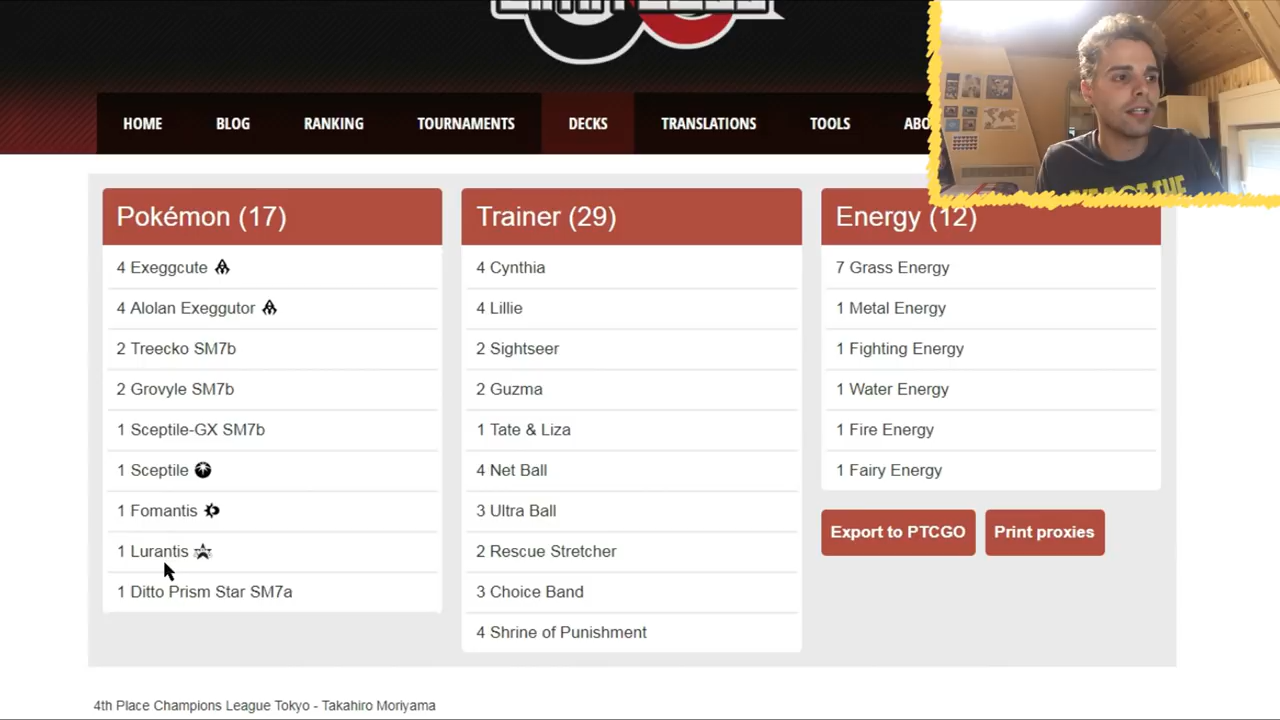 HOME BLOG RANKING TOURNAMENTS DECKS TRANSLATIONS TOOLS ABO
Pokémon (17)
4 Exeggcute
4 Alolan Exeggutor
2 Treecko SM7b
2 Grovyle SM7b
1 Sceptile-GX SM7b
1 Sceptile
1 Fomantis
1 Lurantis
1 Ditto Prism Star SM7a
Trainer (29)
4 Cynthia
4 Lillie
2 Sightseer
2 Guzma
1 Tate & Liza
4 Net Ball
3 Ultra Ball
2 Rescue Stretcher
3 Choice Band
4 Shrine of Punishment
Energy (12)
7 Grass Energy
1 Metal Energy
1 Fighting Energy
1 Water Energy
1 Fire Energy
1 Fairy Energy
Export to PTCGO Print proxies
4th Place Champions League Tokyo - Takahiro Moriyama